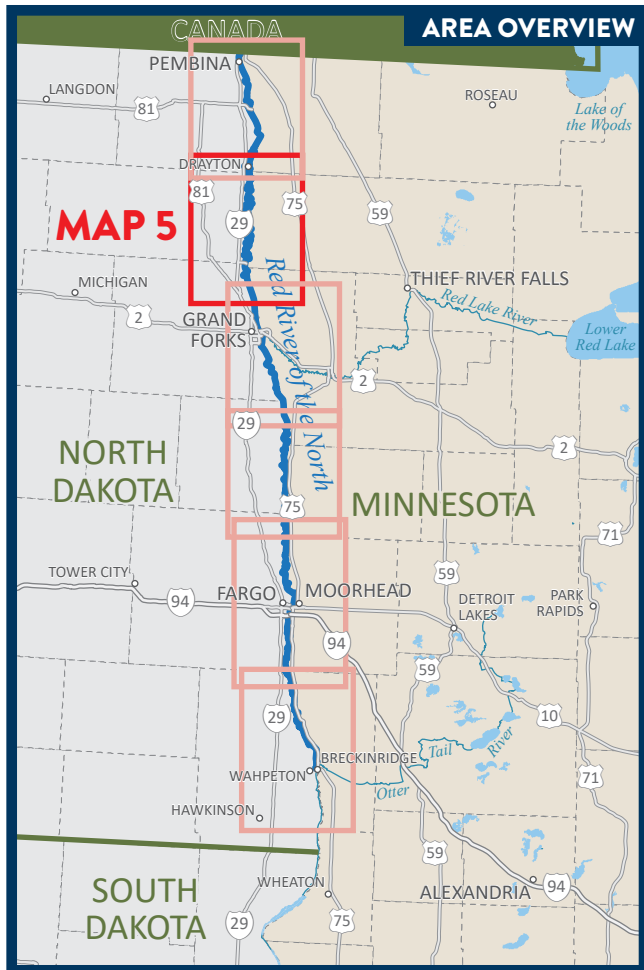 AREA OVERVIEW
CANADA
PEMBINA
LANGDON
81
ROSEAU
Lake of
the Woods
DRAYTON
81
29
75
59
MAP 5
MICHIGAN
2
THIEF RIVER FALLS
Red Lake River
Lower
Red Lake
GRAND
FORKS
Red River of the North
2
29
2
NORTH
DAKOTA
75
MINNESOTA
71
TOWER CITY
94
FARGO
MOORHEAD
59
DETROIT
LAKES
PARK
RAPIDS
94
59
29
10
BRECKINRIDGE
WAHPETON
Otter
Tail
River
71
HAWKINSON
59
SOUTH
DAKOTA
WHEATON
ALEXANDRIA
94
29
75